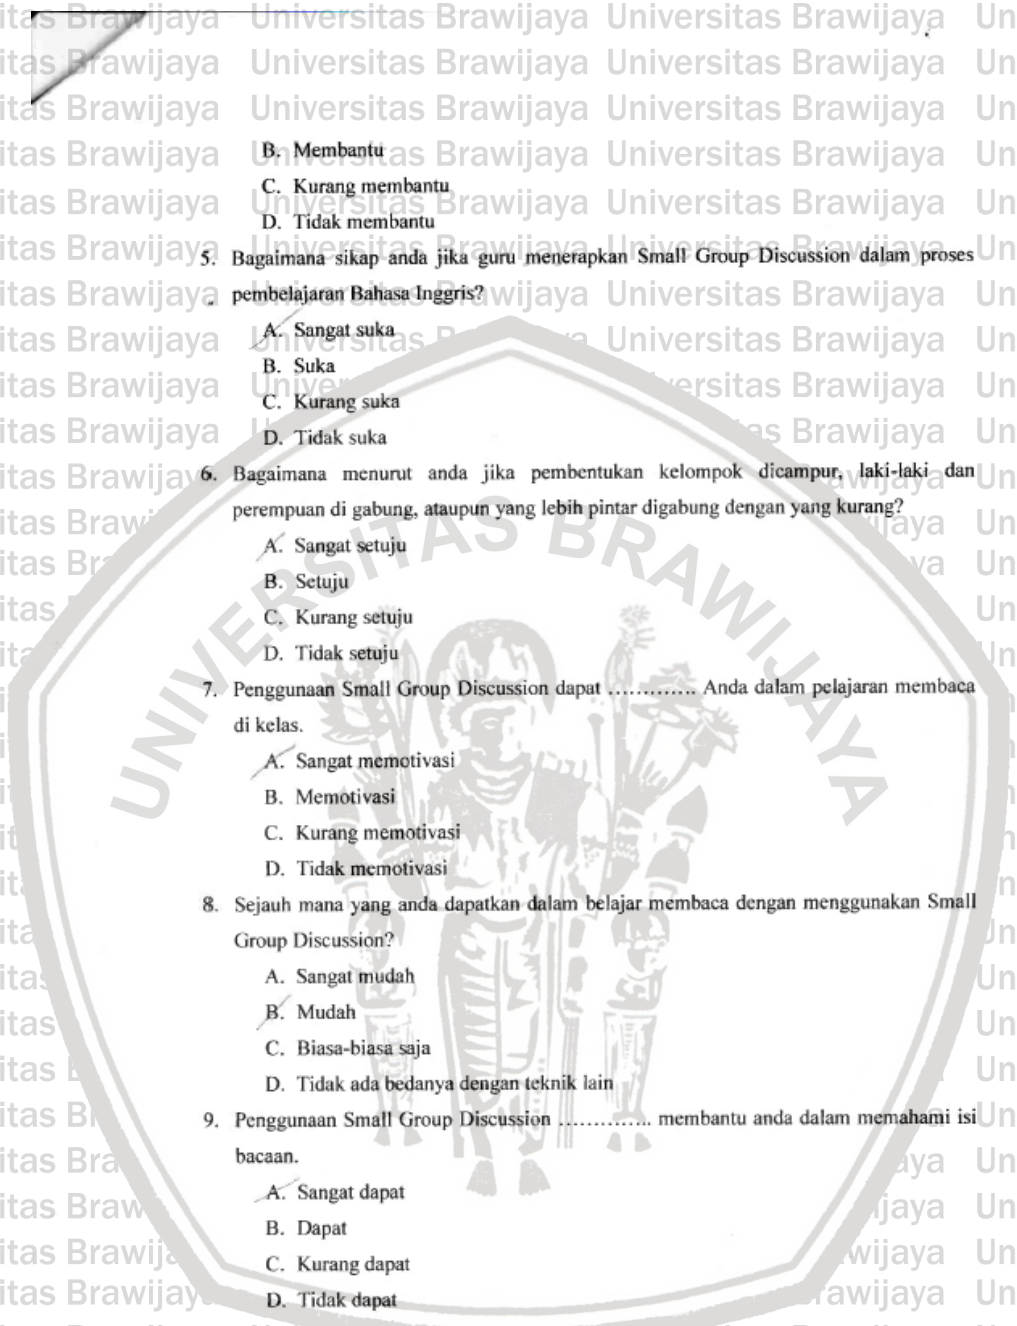 B. Membantu
C. Kurang membantu
D. Tidak membantu
5. Bagaimana sikap anda jika guru menerapkan Small Group Discussion dalam proses
pembelajaran Bahasa Inggris?
A. Sangat suka
B. Suka
C. Kurang suka
D. Tidak suka
6. Bagaimana menurut anda jika pembentukan kelompok dicampur, laki-laki dan
perempuan di gabung, ataupun yang lebih pintar digabung dengan yang kurang?
A. Sangat setuju
B. Setuju
C. Kurang setuju
D. Tidak setuju
7. Penggunaan Small Group Discussion dapat ............. Anda dalam pelajaran membaca
di kelas.
A. Sangat memotivasi
B. Memotivasi
C. Kurang memotivasi
D. Tidak memotivasi
8. Sejauh mana yang anda dapatkan dalam belajar membaca dengan menggunakan Small
Group Discussion?
A. Sangat mudah
B. Mudah
C. Biasa-biasa saja
D. Tidak ada bedanya dengan teknik lain
9. Penggunaan Small Group Discussion .............. membantu anda dalam memahami isi
bacaan.
A. Sangat dapat
B. Dapat
C. Kurang dapat
D. Tidak dapat
UNIVERSITAS BRAWIJAYA